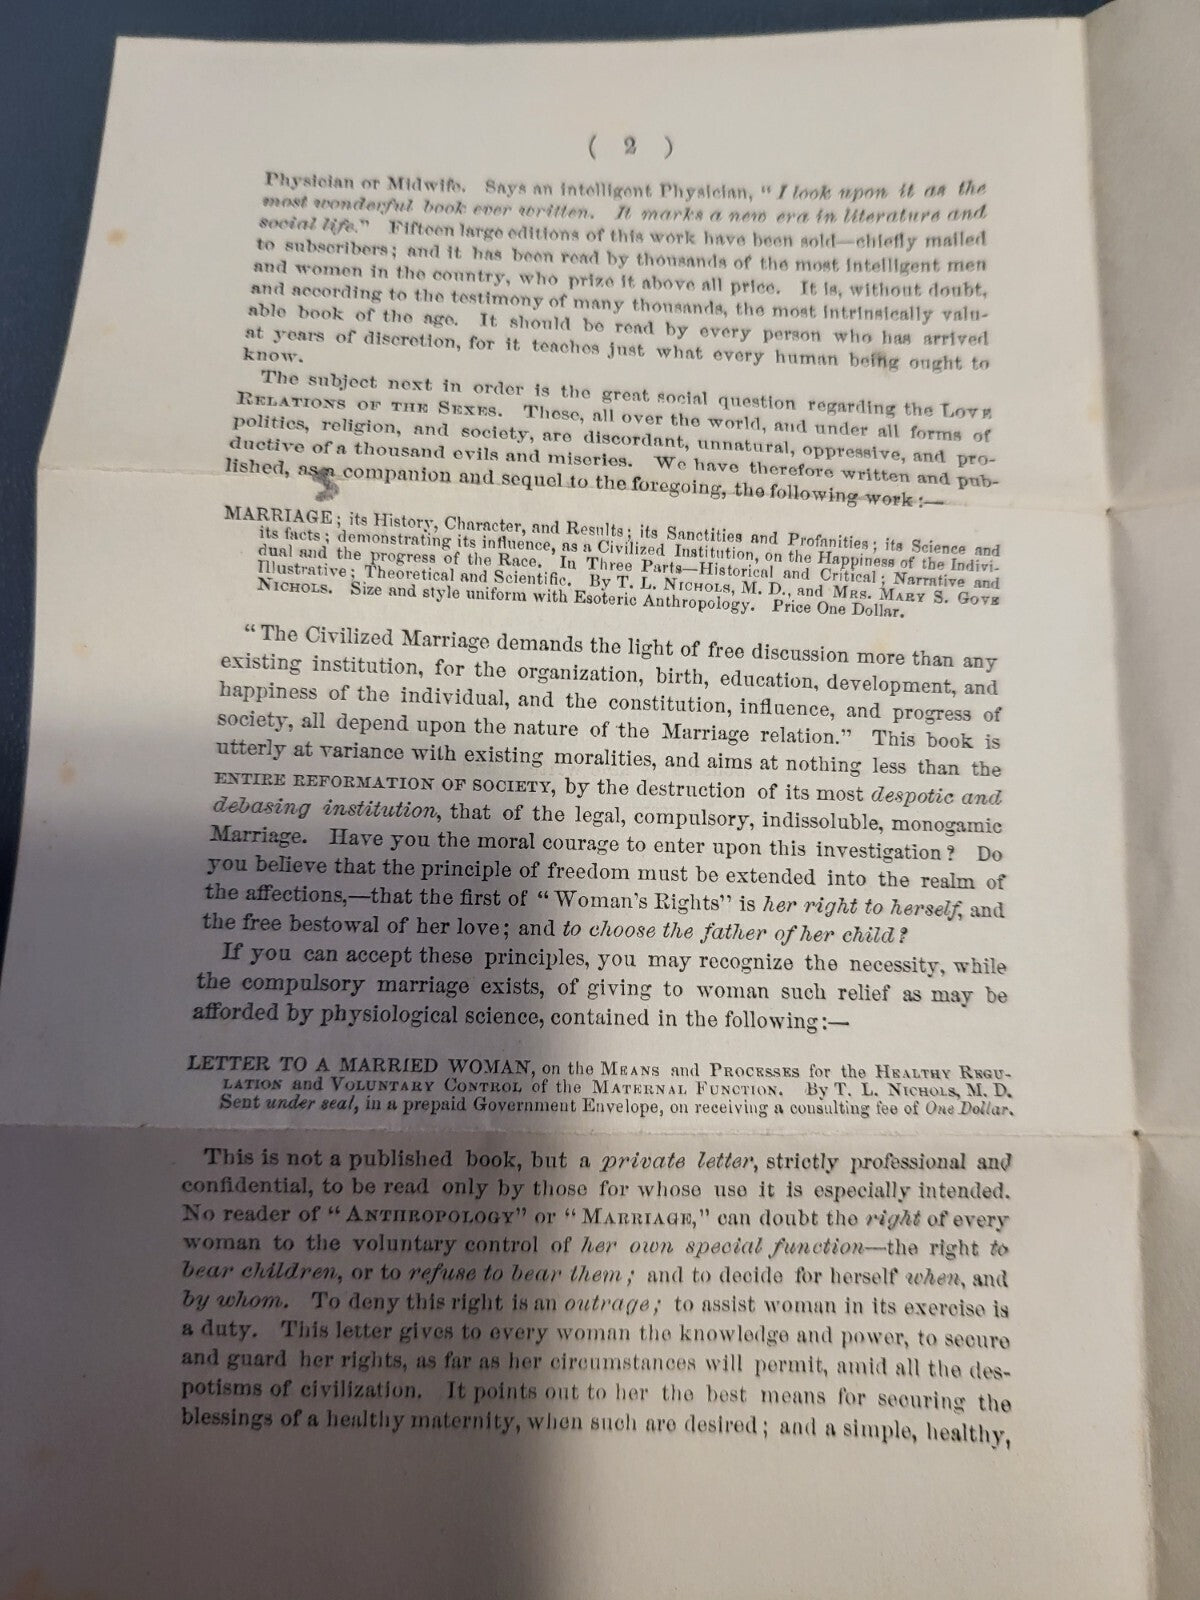 ( 2 )
Physician or Midwife. Says an intelligent Physician, "I look upon it as the
most wonderful book ever written. It marks a new era in literature and
social life." Fifteen large editions of this work have been sold—chiefly mailed
to subscribers; and it has been read by thousands of the most intelligent men
and women in the country, who prize it above all price. It is, without doubt,
and according to the testimony of many thousands, the most intrinsically valu-
able book of the age. It should be read by every person who has arrived
at years of discretion, for it teaches just what every human being ought to
know.
The subject next in order is the great social question regarding the LOVE
RELATIONS OF THE SEXES. These, all over the world, and under all forms of
politics, religion, and society, are discordant, unnatural, oppressive, and pro-
ductive of a thousand evils and miseries. We have therefore written and pub-
lished, as a companion and sequel to the foregoing, the following work:—
MARRIAGE; its History, Character, and Results; its Sanctities and Profanities; its Science and
its facts; demonstrating its influence, as a Civilized Institution, on the Happiness of the Indivi-
dual and the progress of the Race. In Three Parts—Historical and Critical; Narrative and
Illustrative; Theoretical and Scientific. By T. L. NICHOLS, M. D., and MRS. MARY S. GOVE
NICHOLS. Size and style uniform with Esoteric Anthropology. Price One Dollar.
"The Civilized Marriage demands the light of free discussion more than any
existing institution, for the organization, birth, education, development, and
happiness of the individual, and the constitution, influence, and progress of
society, all depend upon the nature of the Marriage relation." This book is
utterly at variance with existing moralities, and aims at nothing less than the
ENTIRE REFORMATION OF SOCIETY, by the destruction of its most despotic and
debasing institution, that of the legal, compulsory, indissoluble, monogamic
Marriage. Have you the moral courage to enter upon this investigation? Do
you believe that the principle of freedom must be extended into the realm of
the affections,—that the first of "Woman's Rights" is her right to herself, and
the free bestowal of her love; and to choose the father of her child?
If you can accept these principles, you may recognize the necessity, while
the compulsory marriage exists, of giving to woman such relief as may be
afforded by physiological science, contained in the following:—
LETTER TO A MARRIED WOMAN, on the MEANS and PROCESSES for the HEALTHY REGU-
LATION and VOLUNTARY CONTROL of the MATERNAL FUNCTION. By T. L. NICHOLS, M. D.
Sent under seal, in a prepaid Government Envelope, on receiving a consulting fee of One Dollar.
This is not a published book, but a private letter, strictly professional and
confidential, to be read only by those for whose use it is especially intended.
No reader of "ANTHROPOLOGY" or "MARRIAGE," can doubt the right of every
woman to the voluntary control of her own special function—the right to
bear children, or to refuse to bear them; and to decide for herself when, and
by whom. To deny this right is an outrage; to assist woman in its exercise is
a duty. This letter gives to every woman the knowledge and power, to secure
and guard her rights, as far as her circumstances will permit, amid all the des-
potisms of civilization. It points out to her the best means for securing the
blessings of a healthy maternity, when such are desired; and a simple, healthy,